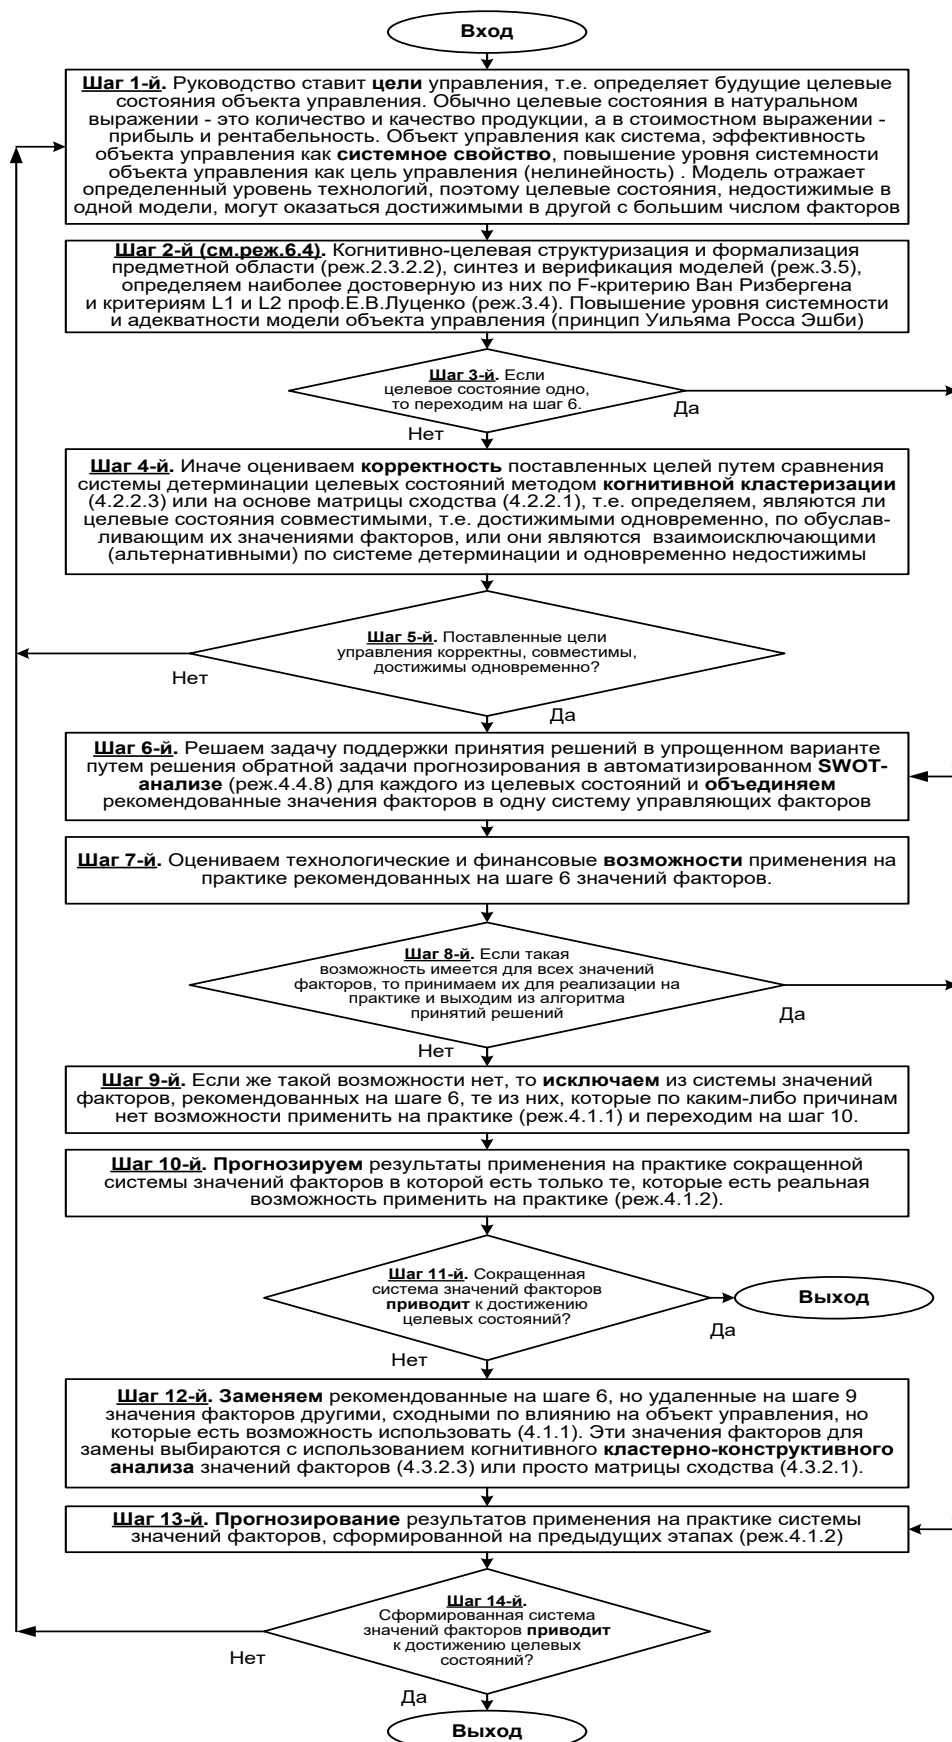 Вход
Шаг 1-й. Руководство ставит цели управления, т.е. определяет будущие целевые
состояния объекта управления. Обычно целевые состояния в натуральном
выражении - это количество и качество продукции, а в стоимостном выражении -
прибыль и рентабельность. Объект управления как система, эффективность
объекта управления как системное свойство, повышение уровня системности
объекта управления как цель управления (нелинейность) . Модель отражает
определенный уровень технологий, поэтому целевые состояния, недостижимые в
одной модели, могут оказаться достижимыми в другой с большим числом факторов
Шаг 2-й (см.реж.6.4). Когнитивно-целевая структуризация и формализация
предметной области (реж.2.3.2.2), синтез и верификация моделей (реж.3.5),
определяем наиболее достоверную из них по F-критерию Ван Ризбергена
и критериям L1 и L2 проф.Е.В.Луценко (реж.3.4). Повышение уровня системности
и адекватности модели объекта управления (принцип Уильяма Росса Эшби)
Шаг 3-й. Если
целевое состояние одно,
то переходим на шаг 6.
Да
Нет
Шаг 4-й. Иначе оцениваем корректность поставленных целей путем сравнения
системы детерминации целевых состояний методом когнитивной кластеризации
(4.2.2.3) или на основе матрицы сходства (4.2.2.1), т.е. определяем, являются ли
целевые состояния совместимыми, т.е. достижимыми одновременно, по обуслав-
ливающим их значениями факторов, или они являются взаимоисключающими
(альтернативными) по системе детерминации и одновременно недостижимы
Шаг 5-й. Поставленные цели
управления корректны, совместимы,
достижимы одновременно?
Нет
Да
Шаг 6-й. Решаем задачу поддержки принятия решений в упрощенном варианте
путем решения обратной задачи прогнозирования в автоматизированном SWOT-
анализе (реж.4.4.8) для каждого из целевых состояний и объединяем
рекомендованные значения факторов в одну систему управляющих факторов
Шаг 7-й. Оцениваем технологические и финансовые возможности применения на
практике рекомендованных на шаге 6 значений факторов.
Шаг 8-й. Если такая
возможность имеется для всех значений
факторов, то принимаем их для реализации на
практике и выходим из алгоритма
принятий решений
Да
Нет
Шаг 9-й. Если же такой возможности нет, то исключаем из системы значений
факторов, рекомендованных на шаге 6, те из них, которые по каким-либо причинам
нет возможности применить на практике (реж.4.1.1) и переходим на шаг 10.
Шаг 10-й. Прогнозируем результаты применения на практике сокращенной
системы значений факторов в которой есть только те, которые есть реальная
возможность применить на практике (реж.4.1.2).
Шаг 11-й. Сокращенная
система значений факторов
приводит к достижению
целевых состояний?
Выход
Да
Нет
Шаг 12-й. Заменяем рекомендованные на шаге 6, но удаленные на шаге 9
значения факторов другими, сходными по влиянию на объект управления, но
которые есть возможность использовать (4.1.1). Эти значения факторов для
замены выбираются с использованием когнитивного кластерно-конструктивного
анализа значений факторов (4.3.2.3) или просто матрицы сходства (4.3.2.1).
Шаг 13-й. Прогнозирование результатов применения на практике системы
значений факторов, сформированной на предыдущих этапах (реж.4.1.2)
Шаг 14-й.
Сформированная система
значений факторов приводит
к достижению целевых
состояний?
Нет
Да
Выход